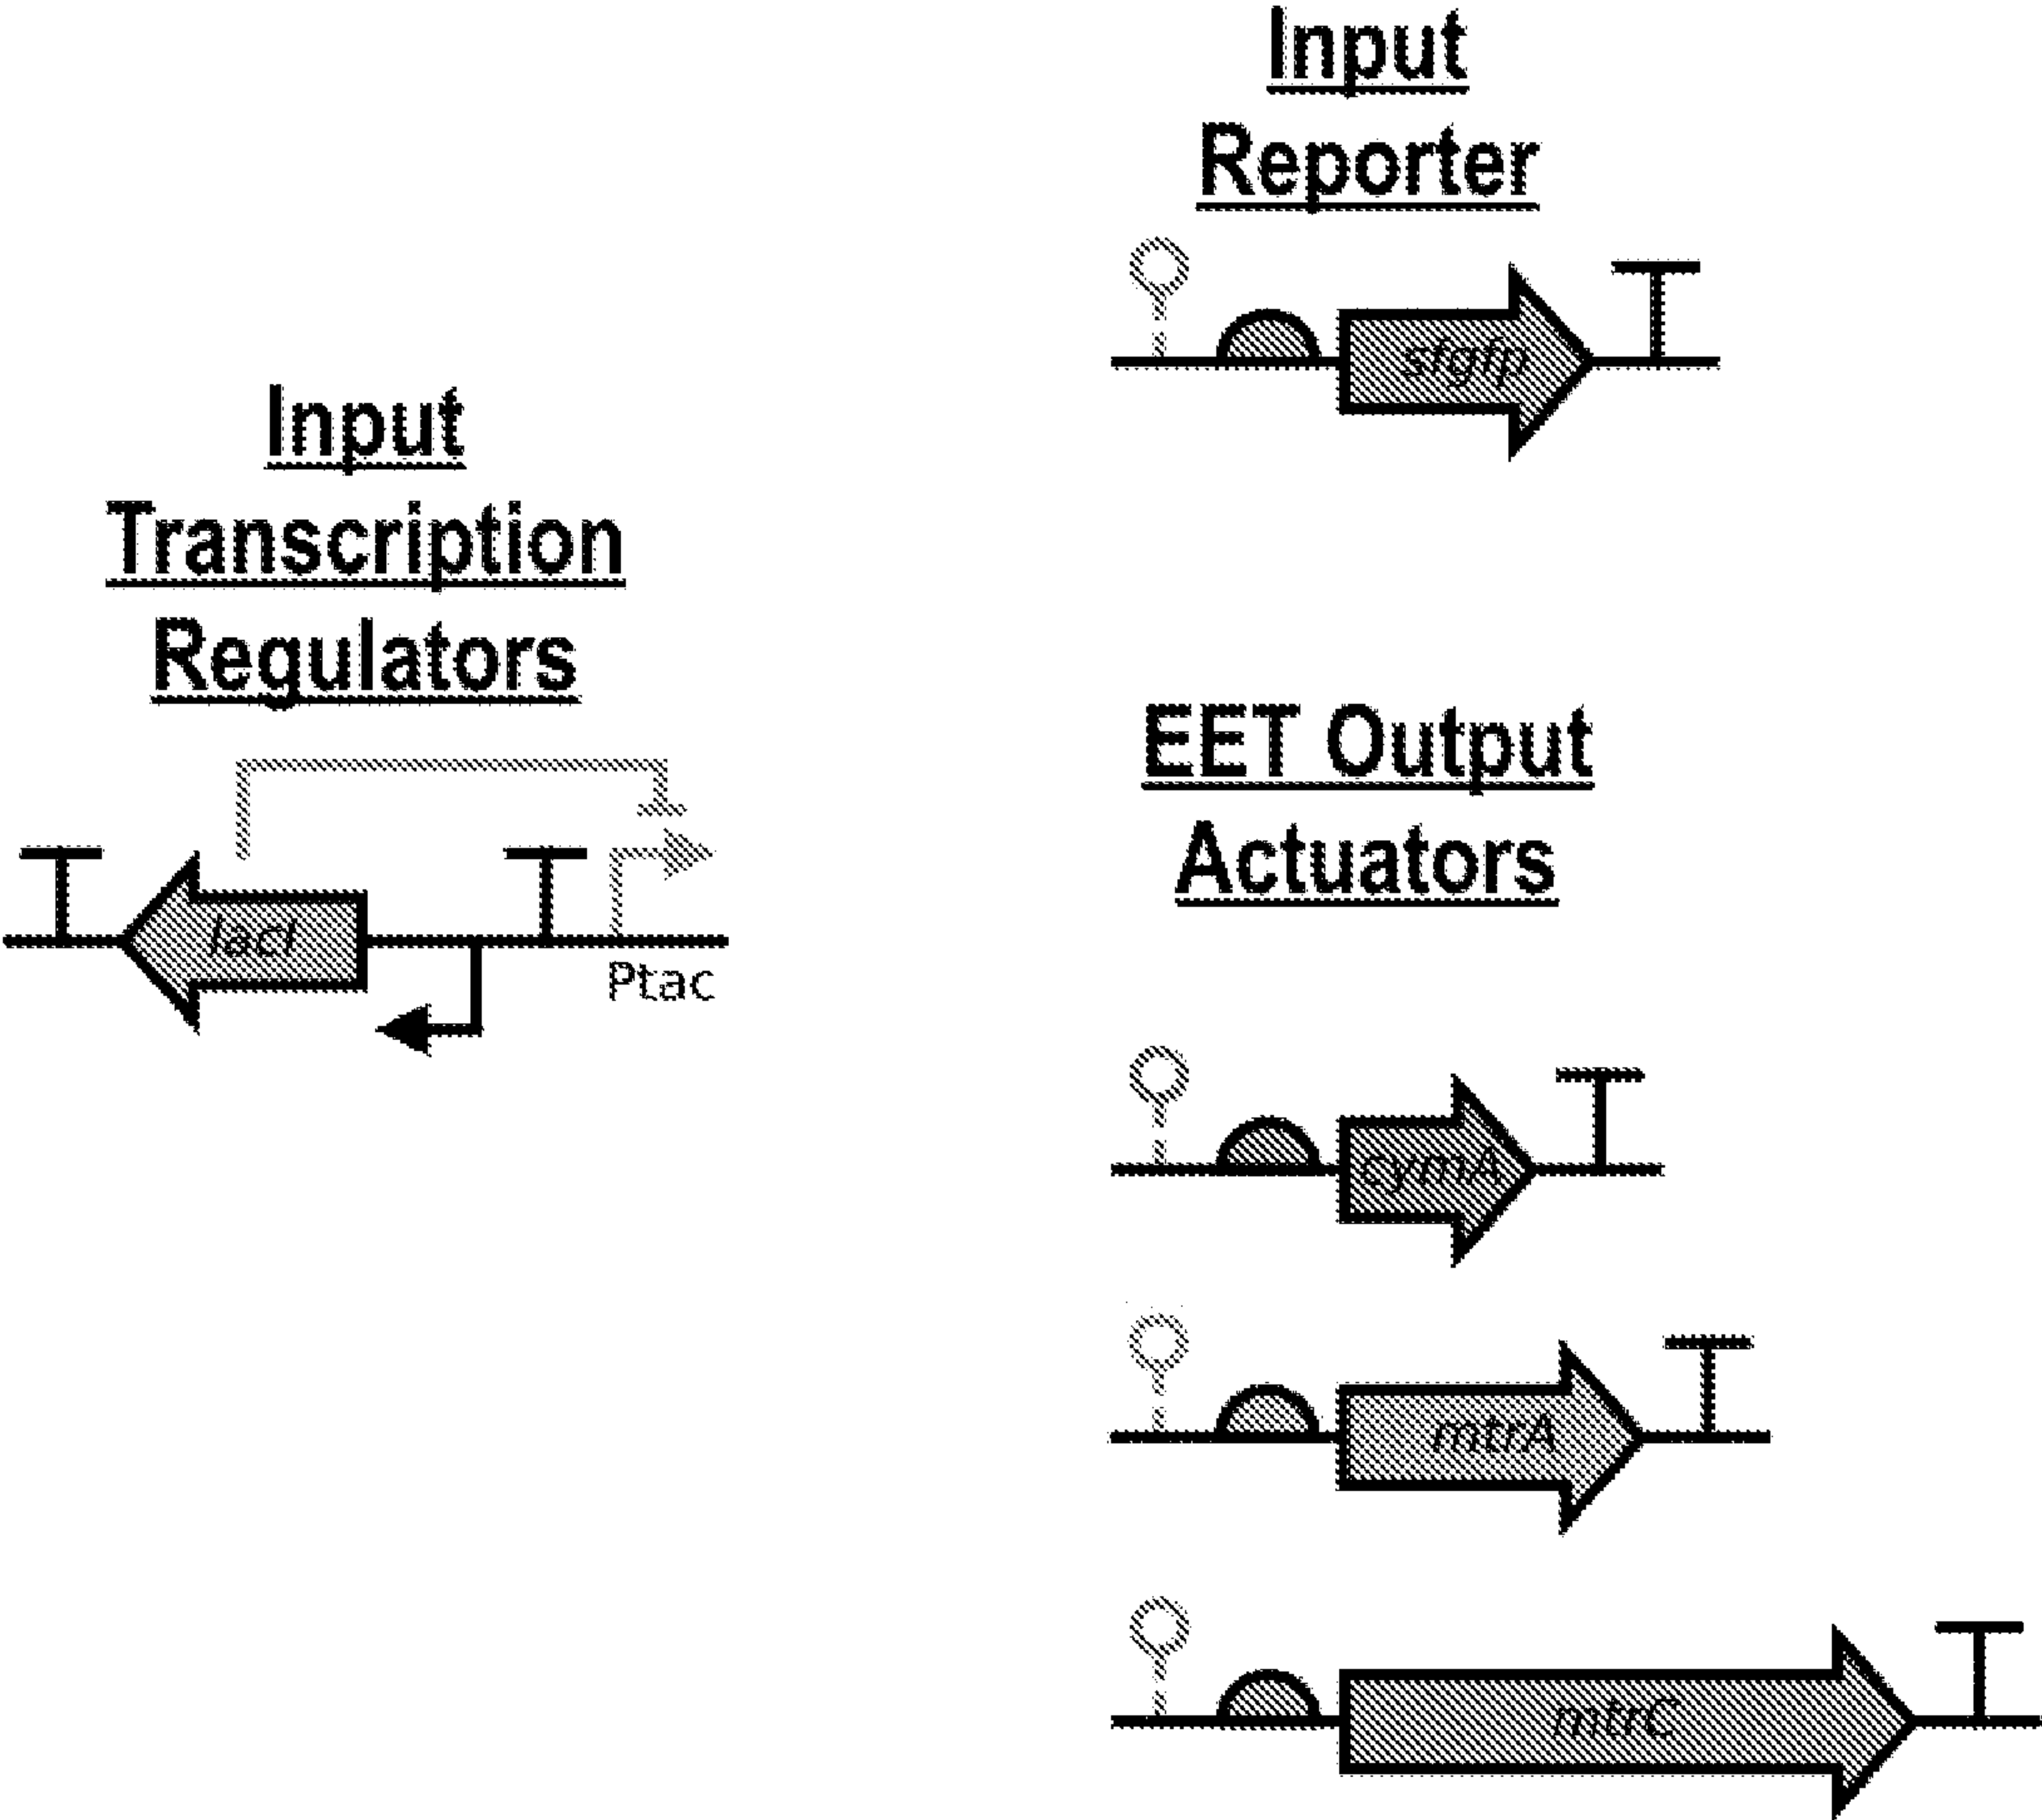 Input
Reporter
sfgfp
Input
Transcription
Regulators
lacI
Ptac
EET Output
Actuators
cymA
mtrA
mtrC